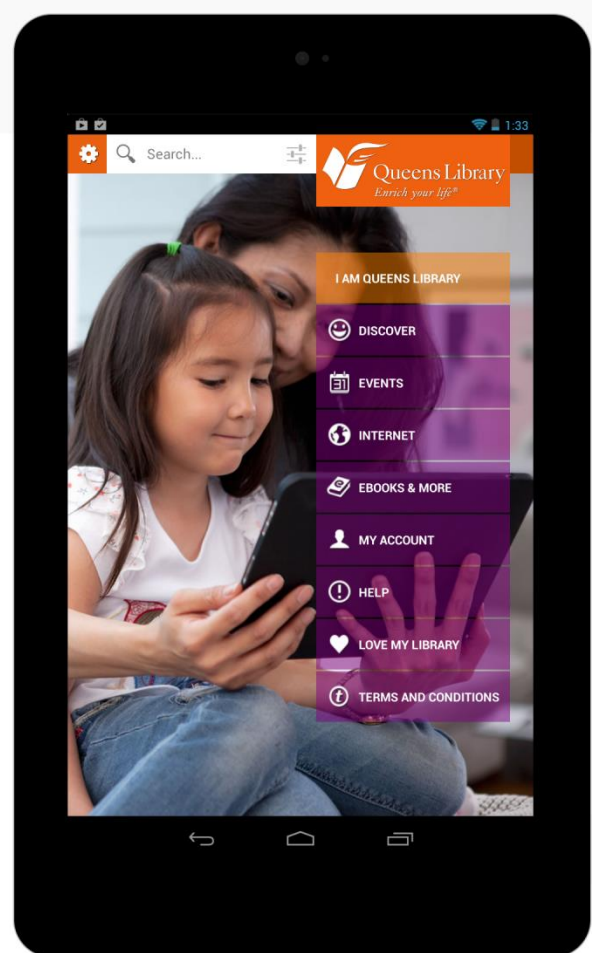 1:33
Search...
Queens Library
Enrich your life®
I AM QUEENS LIBRARY
DISCOVER
31
EVENTS
INTERNET
EBOOKS & MORE
MY ACCOUNT
HELP
LOVE MY LIBRARY
t
TERMS AND CONDITIONS